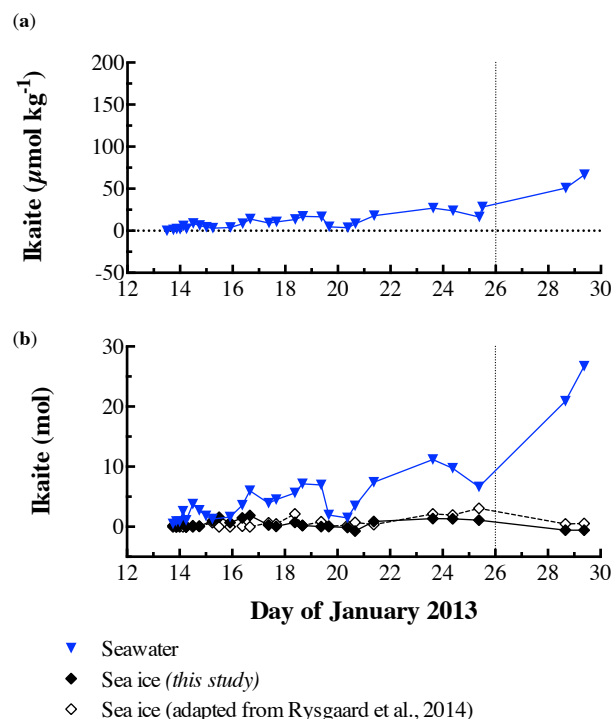 (a)
200
150
100
50
0
-50
Ikaite (µmol kg-1)
12 14 16 18 20 22 24 26 28 30
(b)
30
20
10
0
Ikaite (mol)
12 14 16 18 20 22 24 26 28 30
Day of January 2013
Seawater
Sea ice (this study)
Sea ice (adapted from Rysgaard et al., 2014)